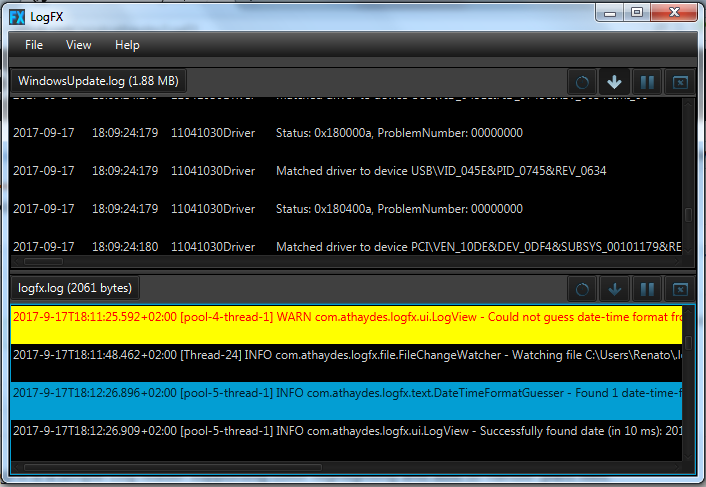 FX LogFX
File View Help
WindowsUpdate.log (1.88 MB)
2017-09-17 18:09:24:179 11041030Driver Status: 0x180000a, ProblemNumber: 00000000
2017-09-17 18:09:24:179 11041030Driver Matched driver to device USB\VID_045E&PID_0745&REV_0634
2017-09-17 18:09:24:179 11041030Driver Status: 0x180400a, ProblemNumber: 00000000
2017-09-17 18:09:24:180 11041030Driver Matched driver to device PCI\VEN_10DE&DEV_0DF4&SUBSYS_00101179&RE
logfx.log (2061 bytes)
2017-9-17T18:11:25.592+02:00 [pool-4-thread-1] WARN com.athaydes.logfx.ui.LogView - Could not guess date-time format fro
2017-9-17T18:11:48.462+02:00 [Thread-24] INFO com.athaydes.logfx.file.FileChangeWatcher - Watching file C:\Users\Renato\.lo
2017-9-17T18:12:26.896+02:00 [pool-5-thread-1] INFO com.athaydes.logfx.text.DateTimeFormatGuesser - Found 1 date-time-f
2017-9-17T18:12:26.909+02:00 [pool-5-thread-1] INFO com.athaydes.logfx.ui.LogView - Successfully found date (in 10 ms): 201